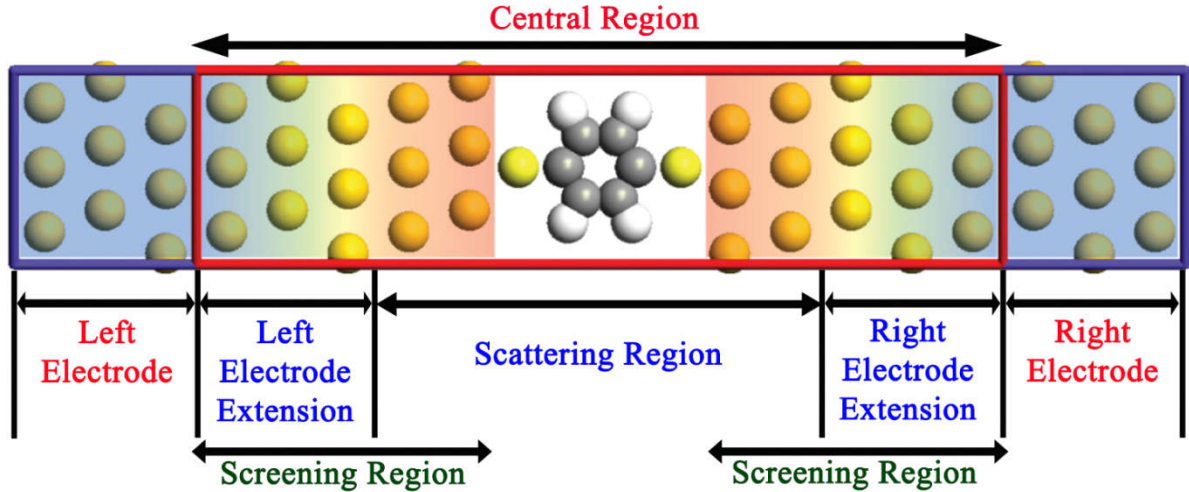 Central Region
Left
Electrode
Left
Electrode
Extension
Scattering Region
Right
Electrode
Extension
Right
Electrode
Screening Region
Screening Region